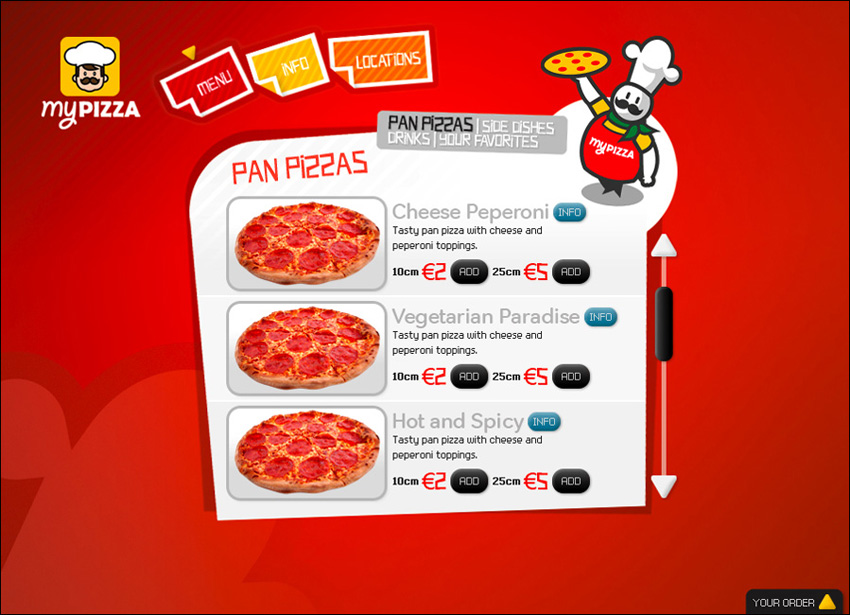 myPIZZA
MENU
INFO
LOCATIONS
PAN PIZZAS | SIDE DISHES
DRINKS | YOUR FAVORITES
myPIZZA
PAN PIZZAS
Cheese Peperoni INFO
Tasty pan pizza with cheese and
peperoni toppings.
10cm €2 ADD 25cm €5 ADD
Vegetarian Paradise INFO
Tasty pan pizza with cheese and
peperoni toppings.
10cm €2 ADD 25cm €5 ADD
Hot and Spicy INFO
Tasty pan pizza with cheese and
peperoni toppings.
10cm €2 ADD 25cm €5 ADD
YOUR ORDER